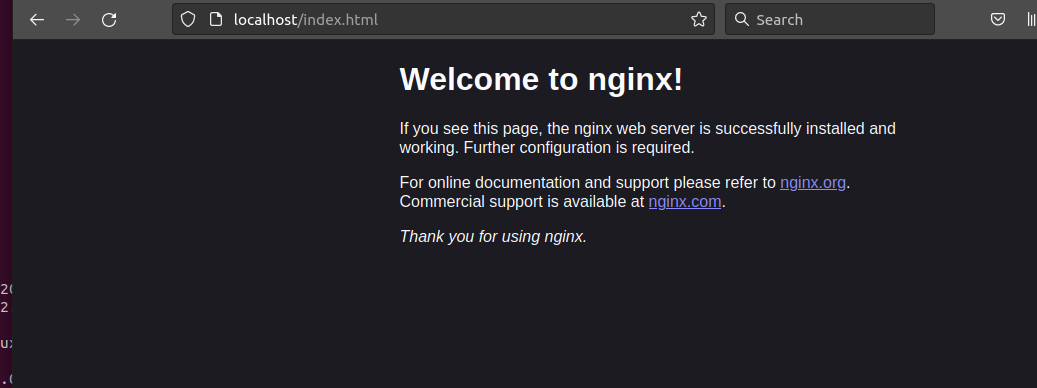 localhost/index.html
Search
Welcome to nginx!
If you see this page, the nginx web server is successfully installed and
working. Further configuration is required.
For online documentation and support please refer to nginx.org.
Commercial support is available at nginx.com.
Thank you for using nginx.
2